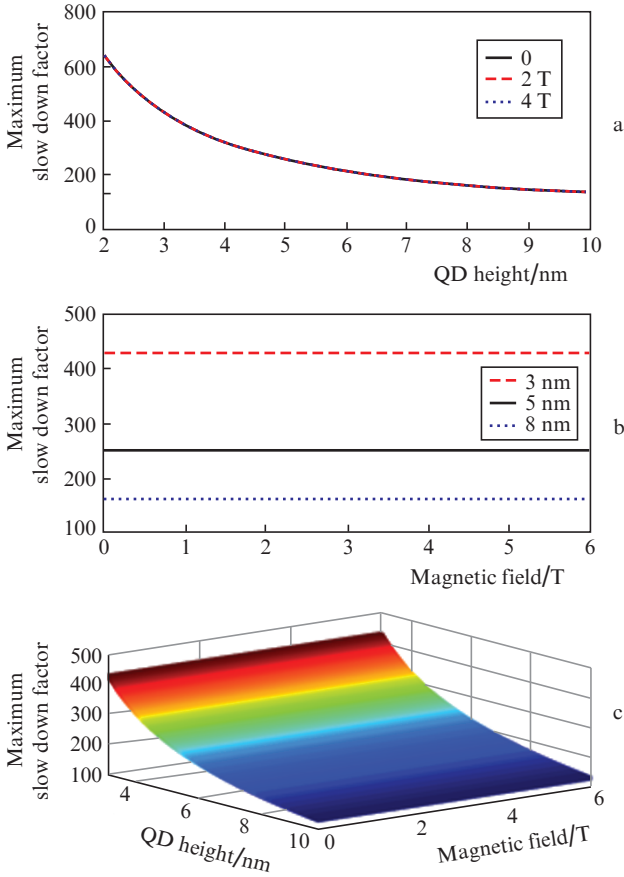 800
600
400
200
0
Maximum
slow down factor
0
2 T
4 T
a
2 3 4 5 6 7 8 9 10
QD height/nm
500
400
300
200
100
Maximum
slow down factor
3 nm
5 nm
8 nm
b
0 1 2 3 4 5 6
Magnetic field/T
500
400
300
200
100
Maximum
slow down factor
c
4 6 8 10
QD height/nm
0 2 4 6
Magnetic field/T